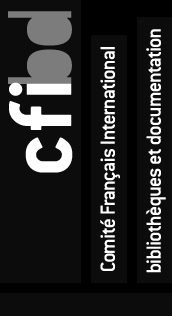 cfibd
Comité Français International
bibliothèques et documentation